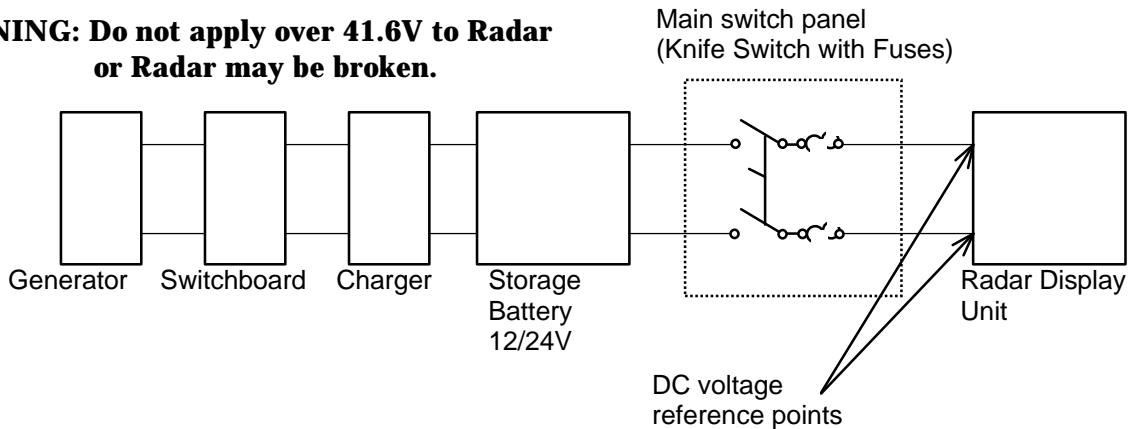 NING: Do not apply over 41.6V to Radar
or Radar may be broken.
Main switch panel
(Knife Switch with Fuses)
Generator
Switchboard
Charger
Storage
Battery
12/24V
Radar Display
Unit
DC voltage
reference points